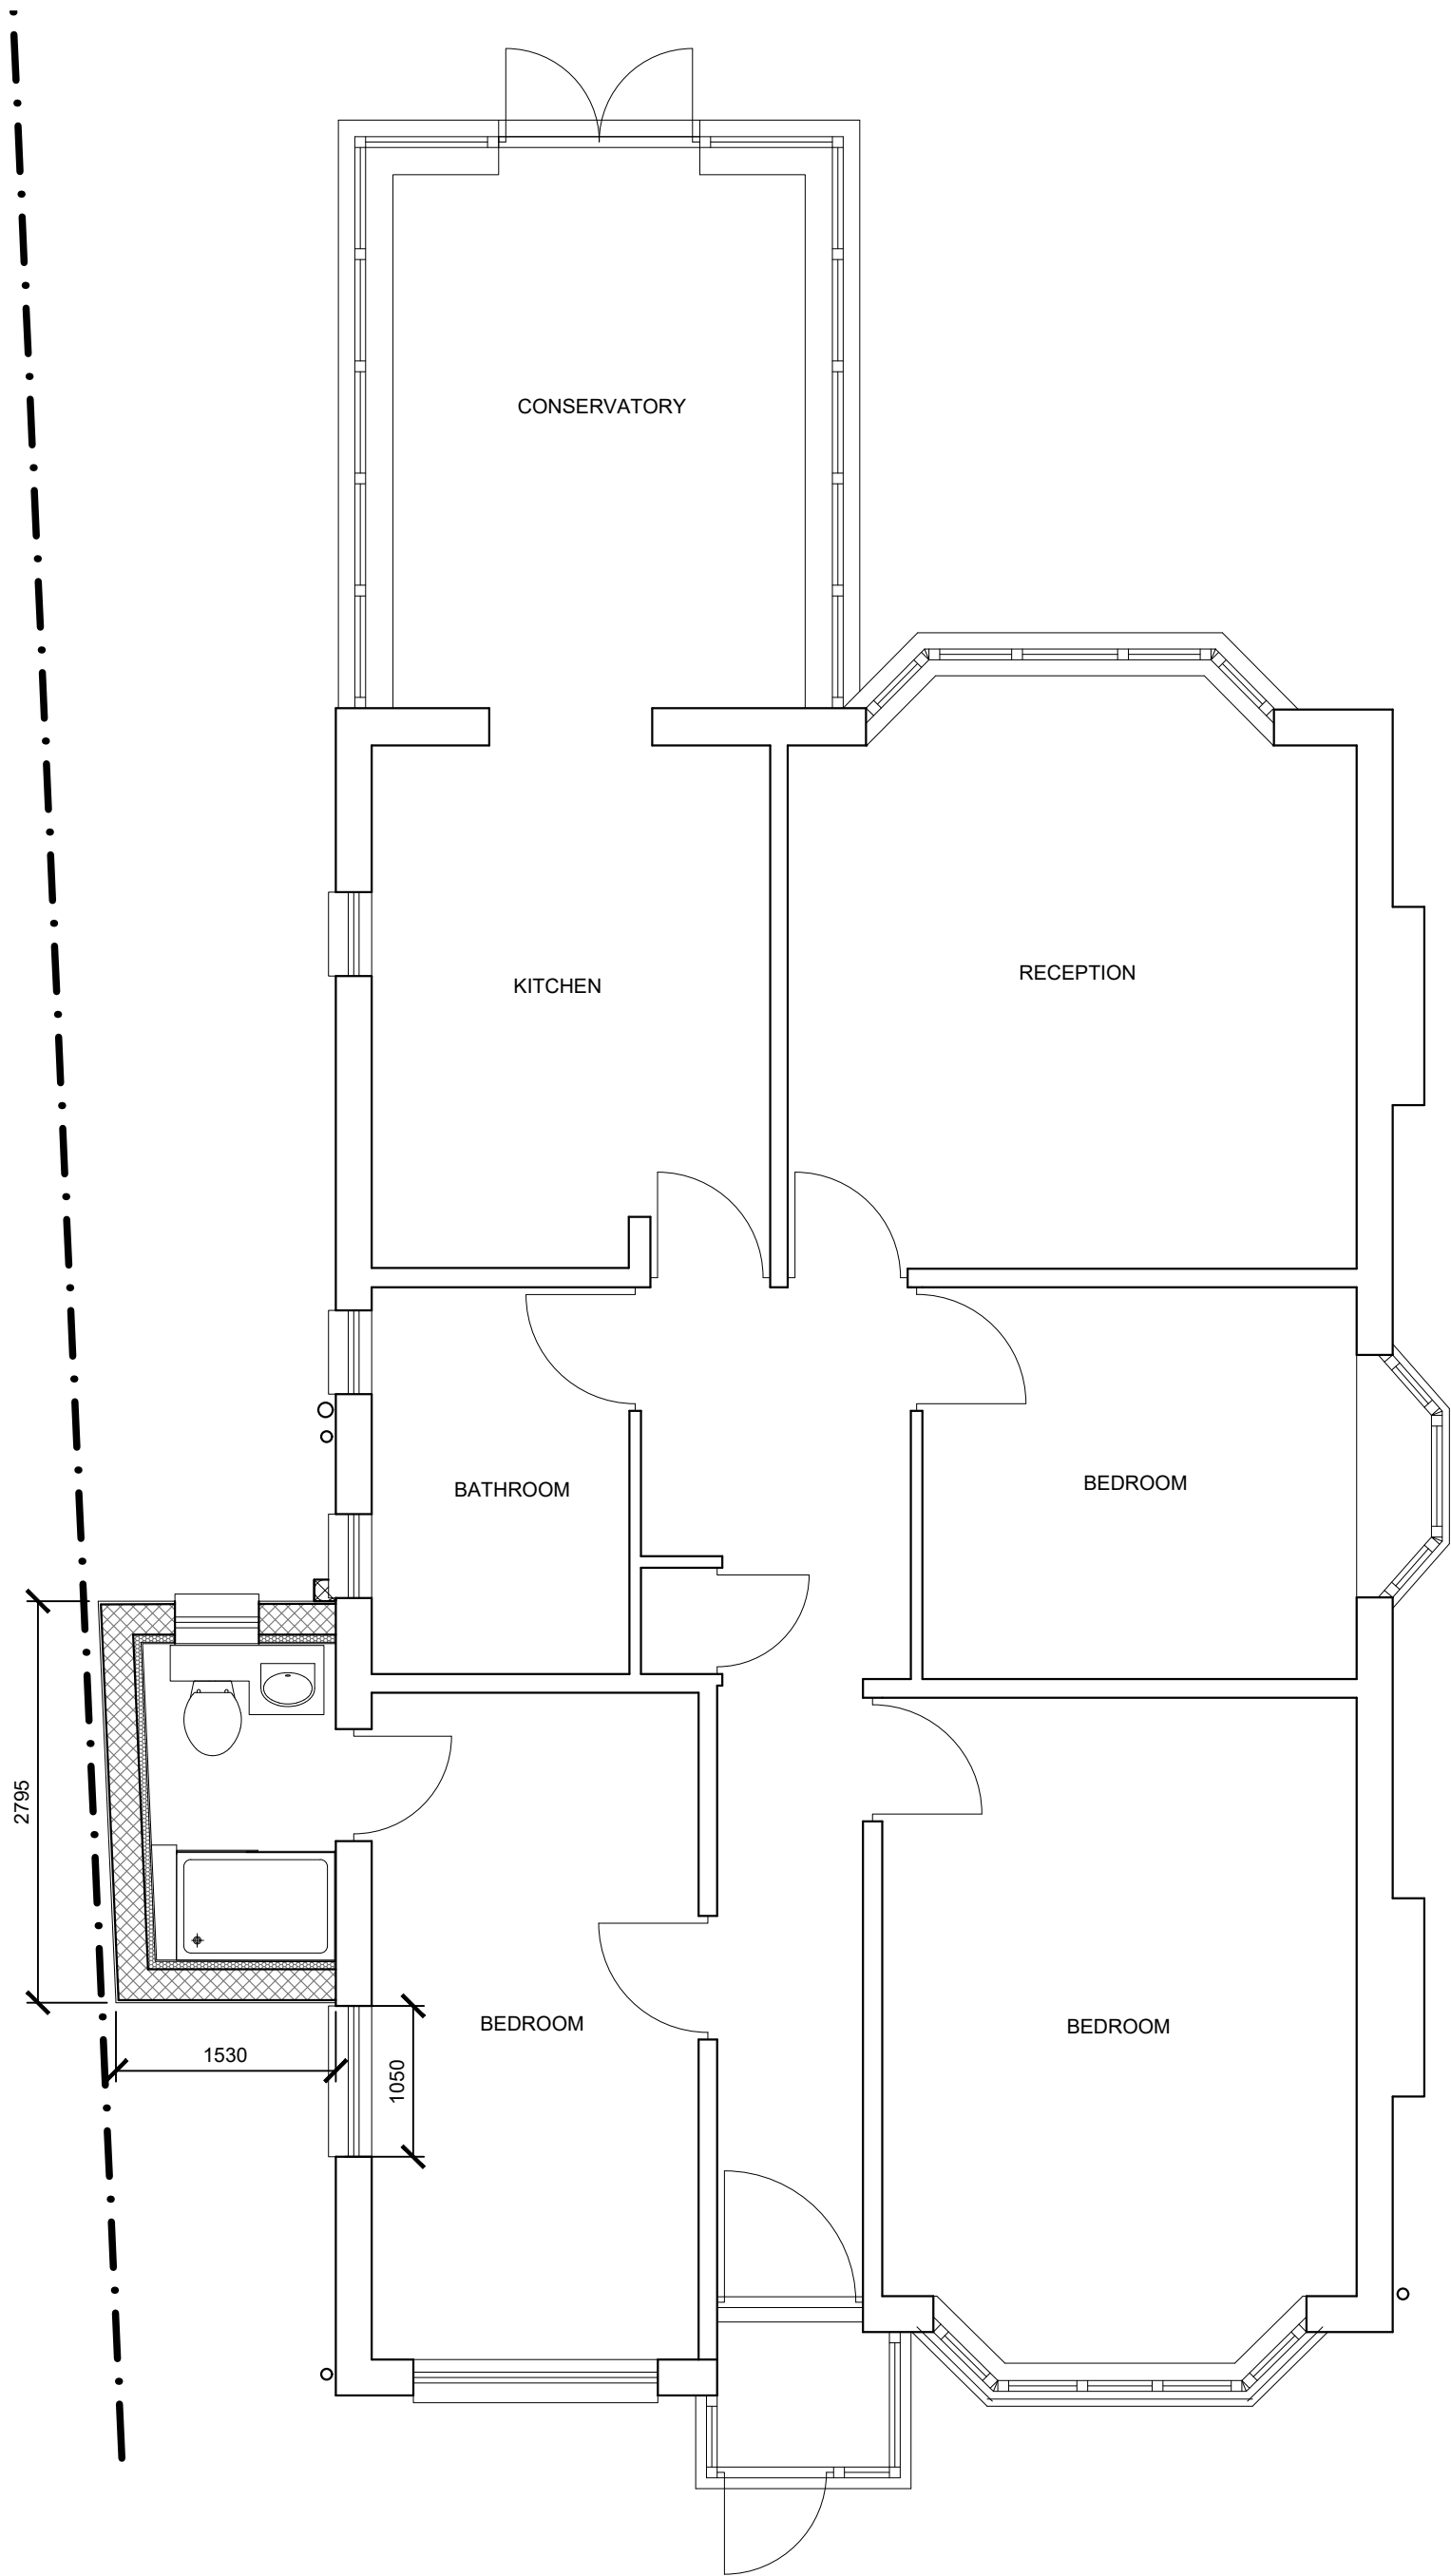 CONSERVATORY
RECEPTION
KITCHEN
BEDROOM
BATHROOM
2795
BEDROOM
BEDROOM
1530
1050